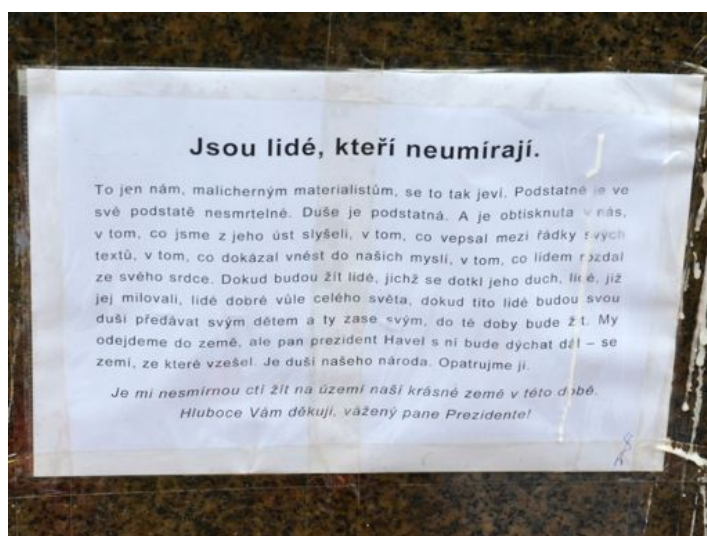 Jsou lidé, kteří neumírají.
To jen nám, malicherným materialistům, se to tak jeví. Podstatné je ve
své podstatě nesmrtelné. Duše je podstatná. A je obtisknuta v nás,
v tom, co jsme z jeho úst slyšeli, v tom, co vepsal mezi řádky svých
textů, v tom, co dokázal vnést do našich myslí, v tom, co lidem rozdal
ze svého srdce. Dokud budou žít lidé, jichž se dotkl jeho duch, lidé, již
jej milovali, lidé dobré vůle celého světa, dokud tito lidé budou svou
duši předávat svým dětem a ty zase svým, do té doby bude žít. My
odejdeme do země, ale pan prezident Havel s ní bude dýchat dál – se
zemí, ze které vzešel. Je duší našeho národa. Opatrujme ji.
Je mi nesmírnou ctí žít na území naší krásné země v této době.
Hluboce Vám děkuji, vážený pane Prezidente!